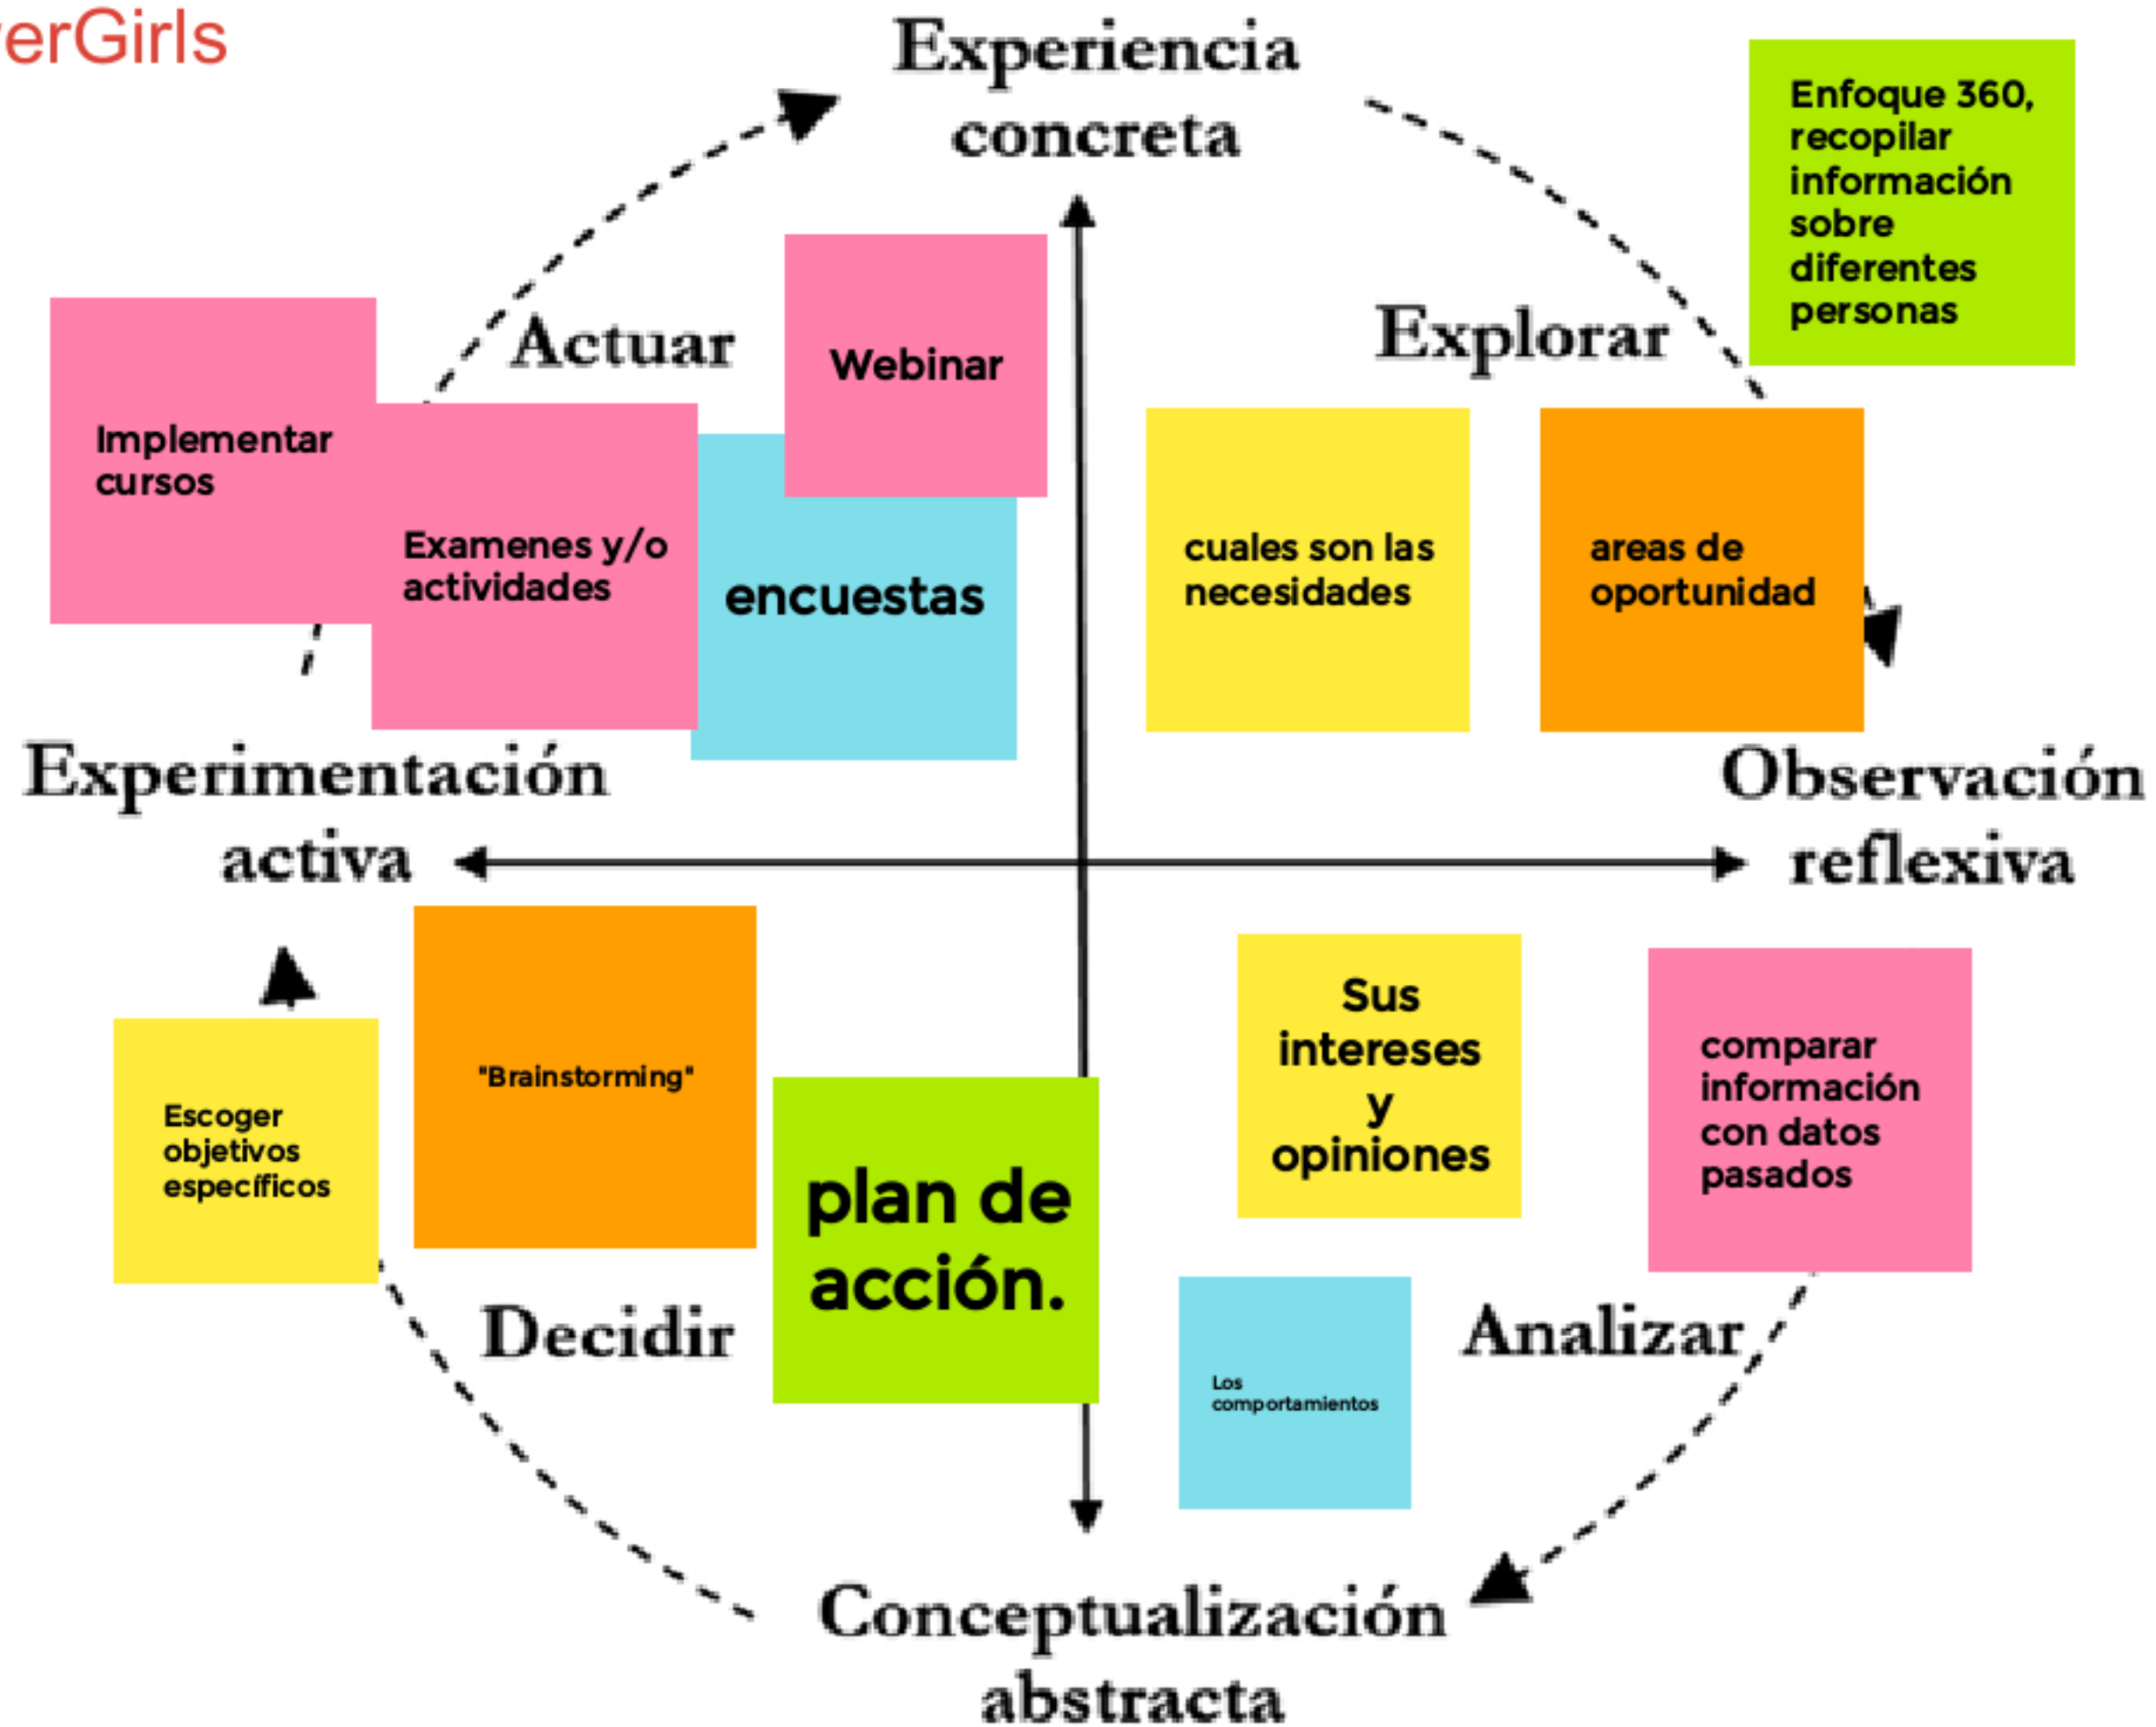 erGirls
Experiencia
concreta
Enfoque 360,
recopilar
información
sobre
diferentes
personas
Actuar
Webinar
Explorar
Implementar
cursos
Examenes y/o
actividades
encuestas
cuales son las
necesidades
areas de
oportunidad
Experimentación
activa
Observación
reflexiva
Escoger
objetivos
específicos
"Brainstorming"
plan de
acción.
Sus
intereses
y
opiniones
comparar
información
con datos
pasados
Decidir
Los
comportamientos
Analizar
Conceptualización
abstracta